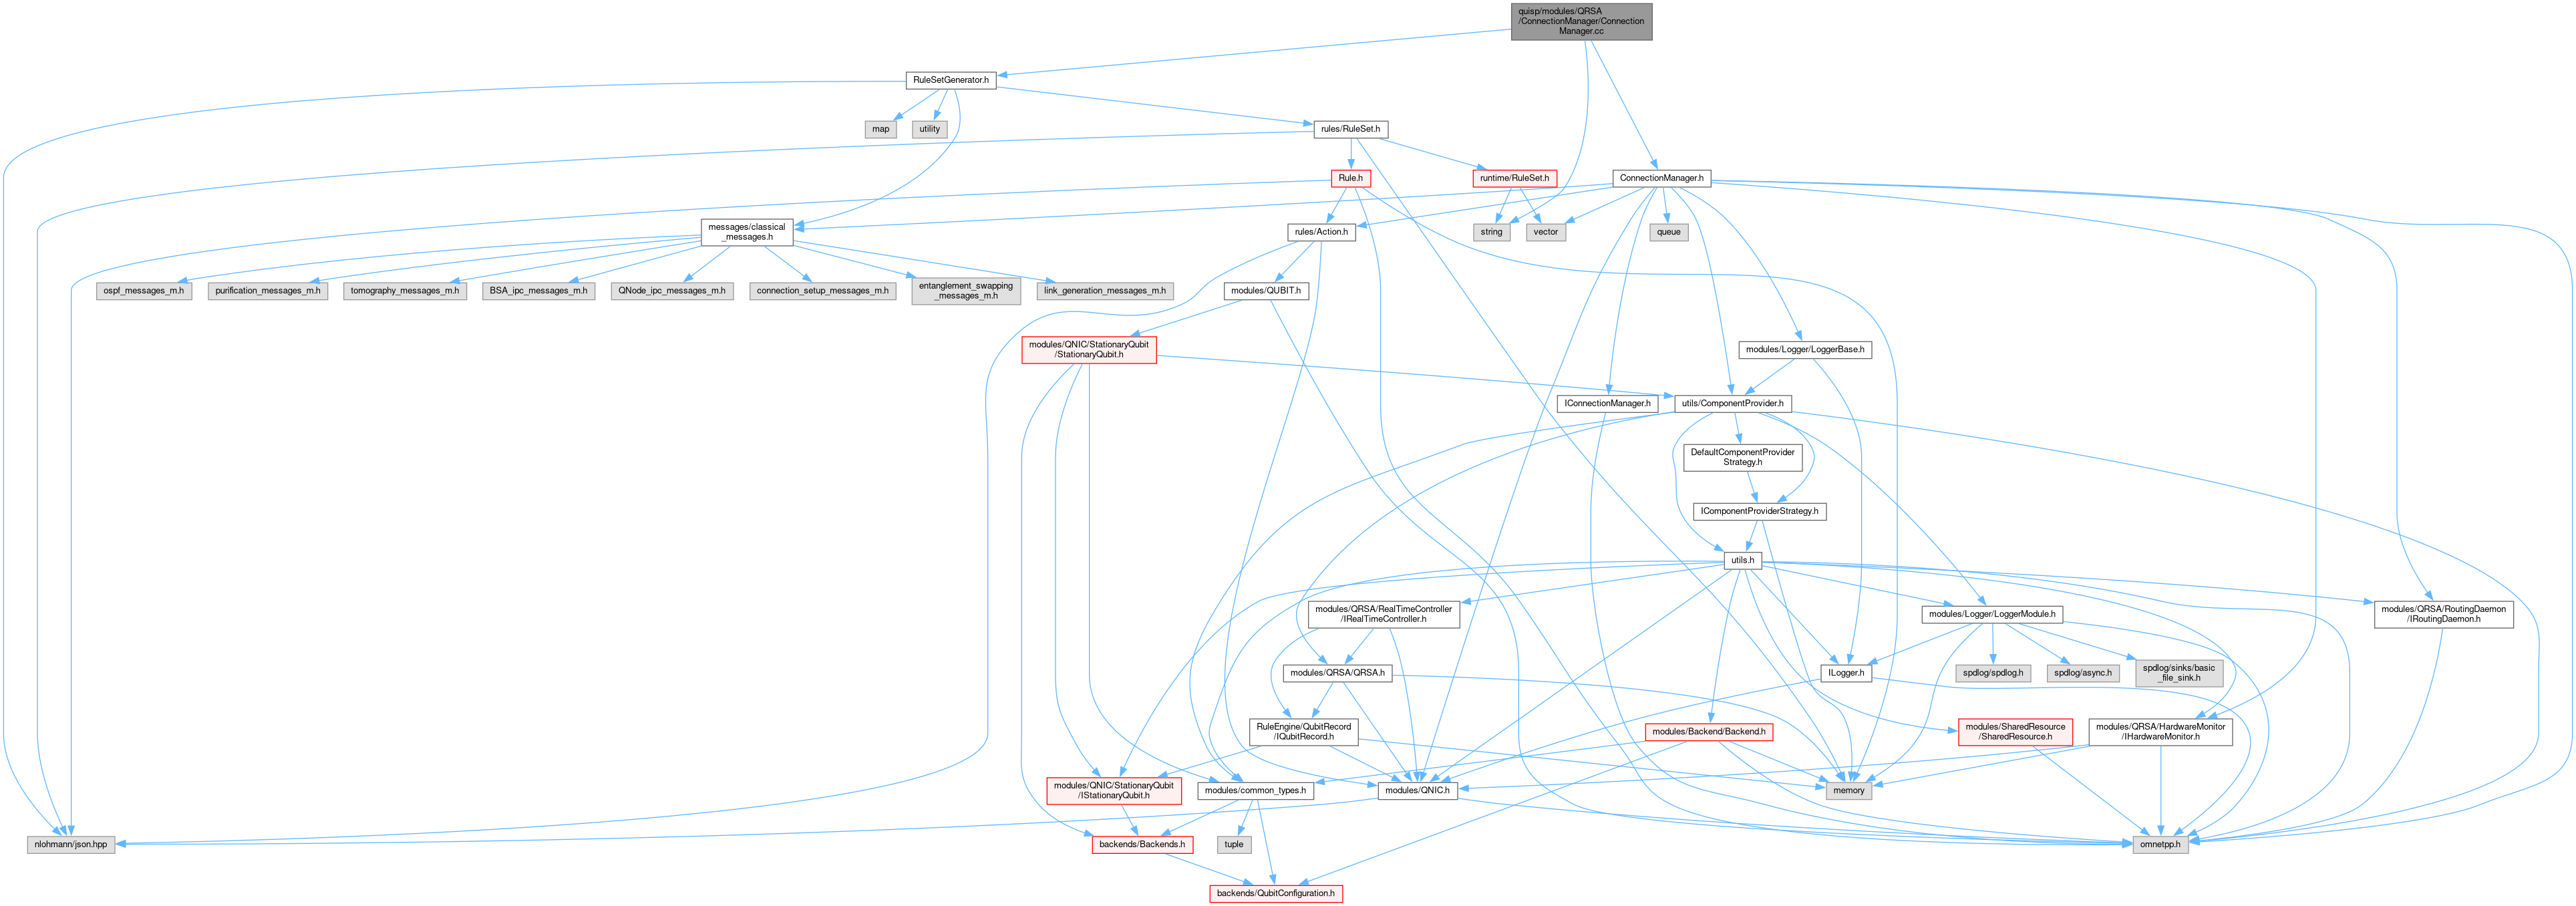 quisp/modules/QRSA
/ConnectionManager/Connection
Manager.cc
RuleSetGenerator.h
map
utility
rules/RuleSet.h
Rule.h
runtime/RuleSet.h
ConnectionManager.h
messages/classical
_messages.h
rules/Action.h
string
vector
queue
ospf_messages_m.h
purification_messages_m.h
tomography_messages_m.h
BSA_ipc_messages_m.h
QNode_ipc_messages_m.h
connection_setup_messages_m.h
entanglement_swapping
_messages_m.h
link_generation_messages_m.h
modules/QUBIT.h
modules/QNIC/StationaryQubit
/StationaryQubit.h
modules/Logger/LoggerBase.h
IConnectionManager.h
utils/ComponentProvider.h
DefaultComponentProvider
Strategy.h
IComponentProviderStrategy.h
utils.h
modules/QRSA/RealTimeController
/IRealTimeController.h
modules/Logger/LoggerModule.h
modules/QRSA/RoutingDaemon
/IRoutingDaemon.h
modules/QRSA/QRSA.h
ILogger.h
spdlog/spdlog.h
spdlog/async.h
spdlog/sinks/basic
_file_sink.h
RuleEngine/QubitRecord
/IQubitRecord.h
modules/Backend/Backend.h
modules/SharedResource
/SharedResource.h
modules/QRSA/HardwareMonitor
/IHardwareMonitor.h
modules/QNIC/StationaryQubit
/IStationaryQubit.h
modules/common_types.h
modules/QNIC.h
memory
nlohmann/json.hpp
backends/Backends.h
tuple
omnetpp.h
backends/QubitConfiguration.h